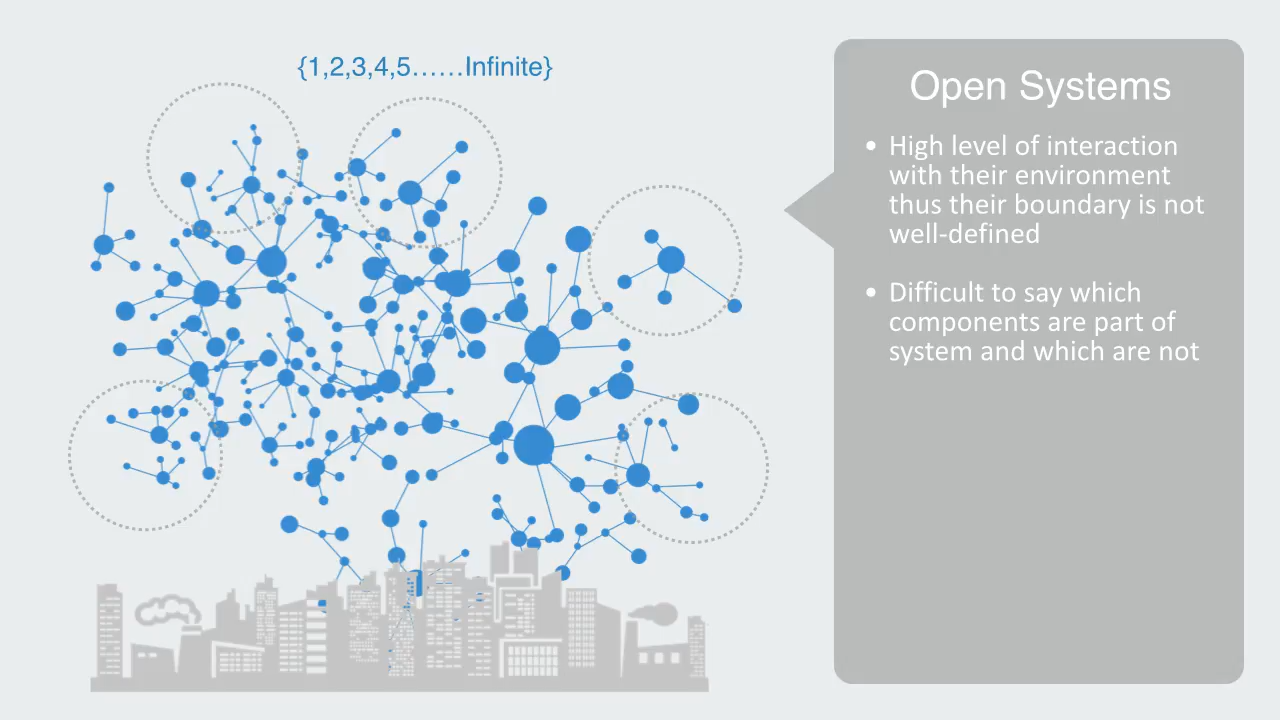 {1,2,3,4,5......Infinite}
Open Systems
• High level of interaction
with their environment
thus their boundary is not
well-defined
• Difficult to say which
components are part of
system and which are not